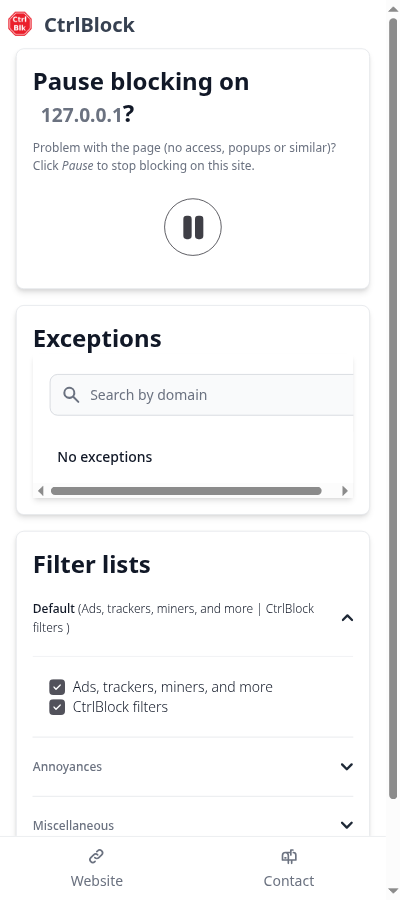 Ctrl
Blk
CtrlBlock
Pause blocking on
127.0.0.1?
Problem with the page (no access, popups or similar)?
Click Pause to stop blocking on this site.
Exceptions
Search by domain
No exceptions
Filter lists
Default (Ads, trackers, miners, and more | CtrlBlock
filters )
Ads, trackers, miners, and more
CtrlBlock filters
Annoyances
Miscellaneous
Website
Contact